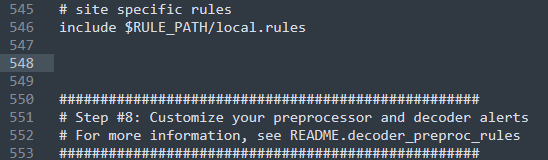 545 # site specific rules
546 include $RULE_PATH/local.rules
547
548
549
550 ###################################################
551 # Step #8: Customize your preprocessor and decoder alerts
552 # For more information, see README.decoder_preproc_rules
553 ###################################################